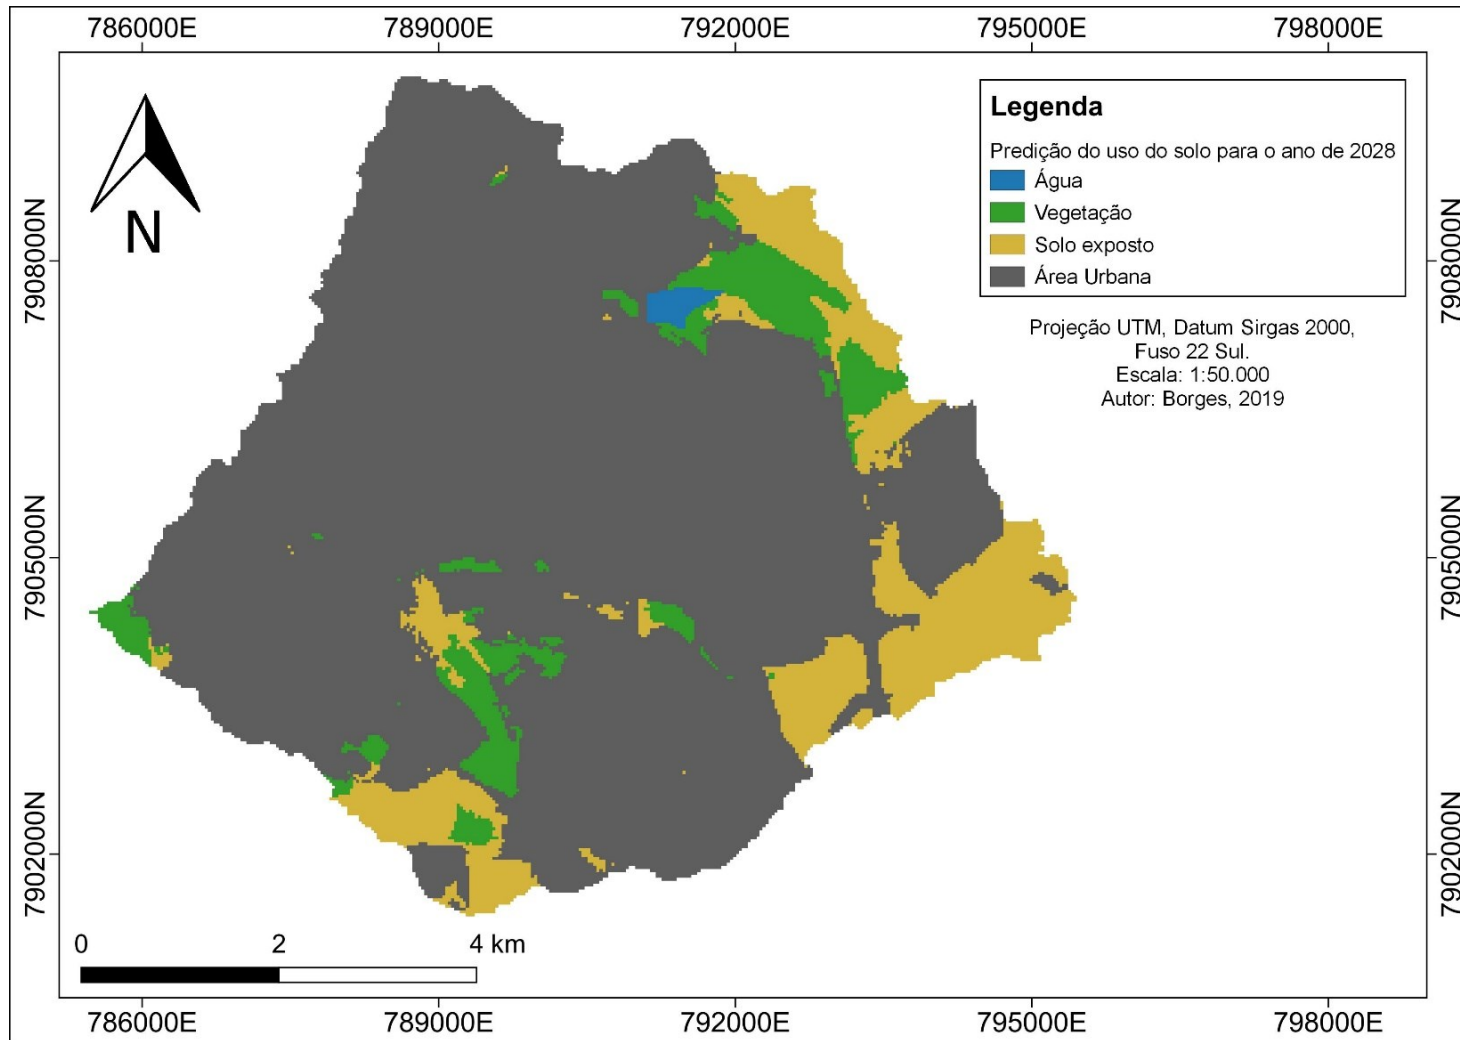 786000E
789000E
792000E
795000E
798000E
N
Legenda
Predição do uso do solo para o ano de 2028
Água
Vegetação
Solo exposto
Área Urbana
Projeção UTM, Datum Sirgas 2000,
Fuso 22 Sul.
Escala: 1:50.000
Autor: Borges, 2019
7908000N
7908000N
7905000N
7905000N
7902000N
7902000N
0
2
4 km
786000E
789000E
792000E
795000E
798000E